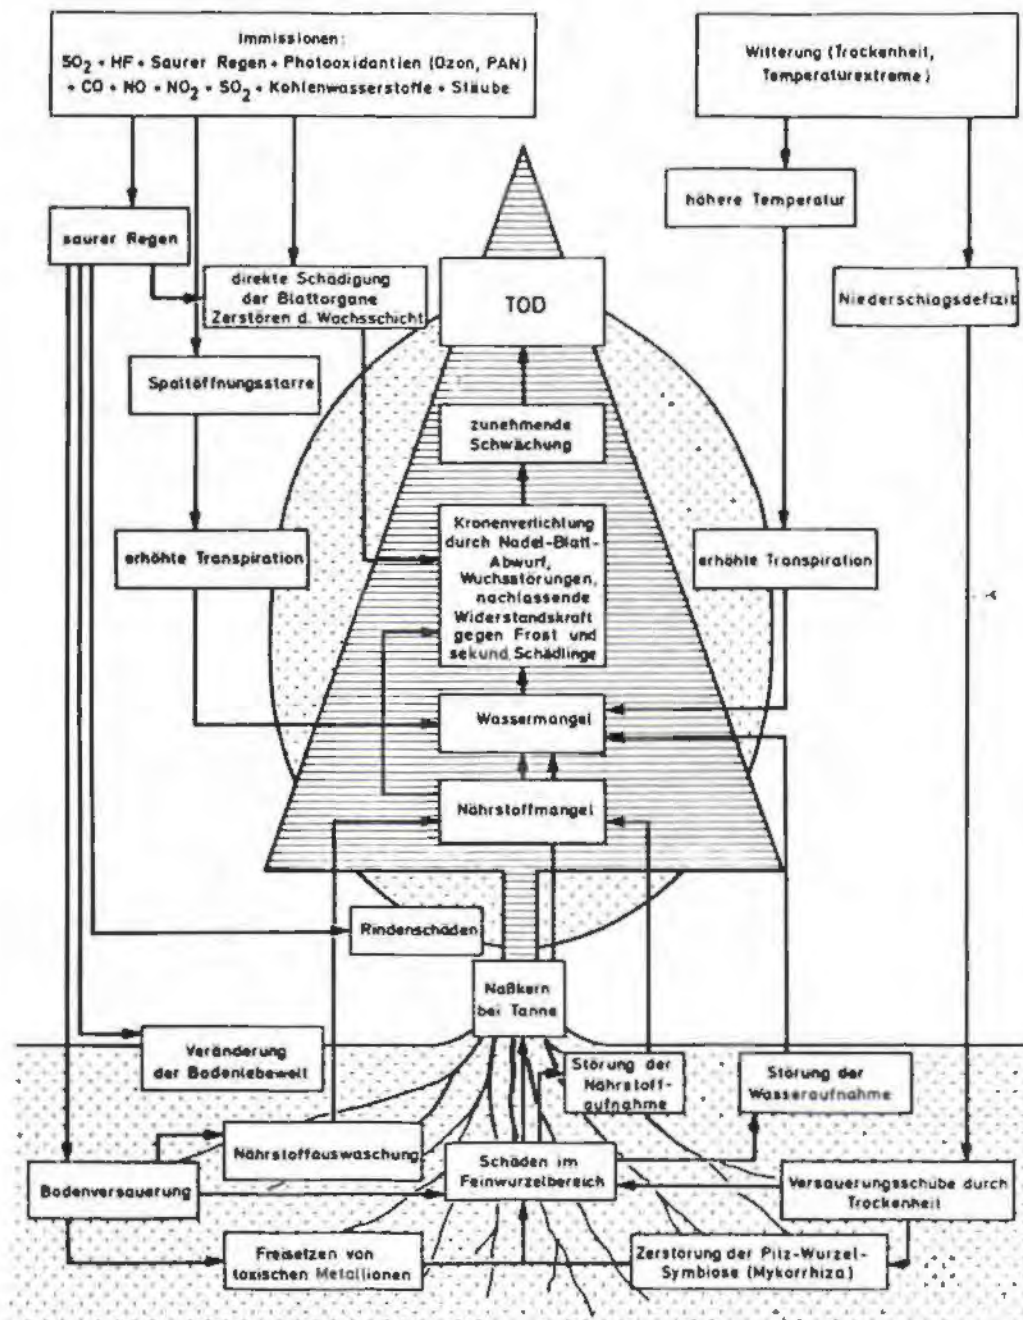 Immissionen:
SO₂ + HF + Saurer Regen + Photooxidantien (Ozon, PAN)
+ CO + NO + NO₂ + SO₂ + Kohlenwasserstoffe + Stäube
Witterung (Trockenheit,
Temperaturextreme)
saurer Regen
höhere Temperatur
direkte Schädigung
der Blattorgane
Zerstören d. Wachsschicht
TOD
Niederschlagsdefizit
Spaltöffnungsstarre
zunehmende
Schwächung
erhöhte Transpiration
Kronenverlichtung
durch Nadel-Blatt-
Abwurf,
Wuchsstörungen,
nachlassende
Widerstandskraft
gegen Frost und
sekund. Schädlinge
erhöhte Transpiration
Wassermangel
Nährstoffmangel
Rindenschäden
Naßkern
bei Tanne
Veränderung
der Bodenlebewelt
Störung der
Nährstoff-
aufnahme
Störung der
Wasseraufnahme
Nährstoffauswaschung
Bodenversauerung
Schäden im
Feinwurzelbereich
Versauerungsschübe durch
Trockenheit
Freisetzen von
toxischen Metallionen
Zerstörung der Pilz-Wurzel-
Symbiose (Mykorrhiza)